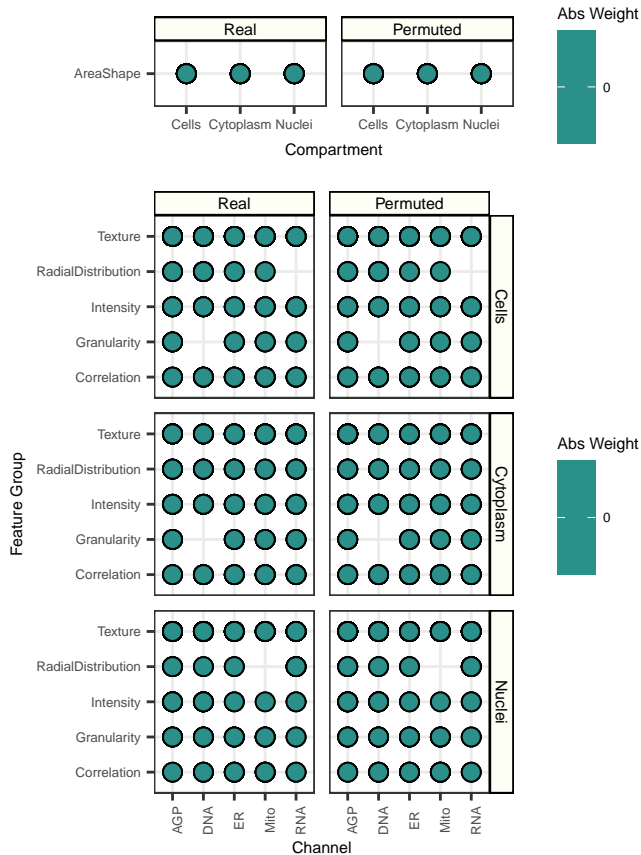 Real
Permuted
AreaShape
Cells
Cytoplasm
Nuclei
Cells
Cytoplasm
Nuclei
Compartment
Abs Weight
0
Real
Permuted
Feature Group
Texture
RadialDistribution
Intensity
Granularity
Correlation
Cells
Texture
RadialDistribution
Intensity
Granularity
Correlation
Cytoplasm
Texture
RadialDistribution
Intensity
Granularity
Correlation
Nuclei
AGP
DNA
ER
Mito
RNA
AGP
DNA
ER
Mito
RNA
Channel
Abs Weight
0